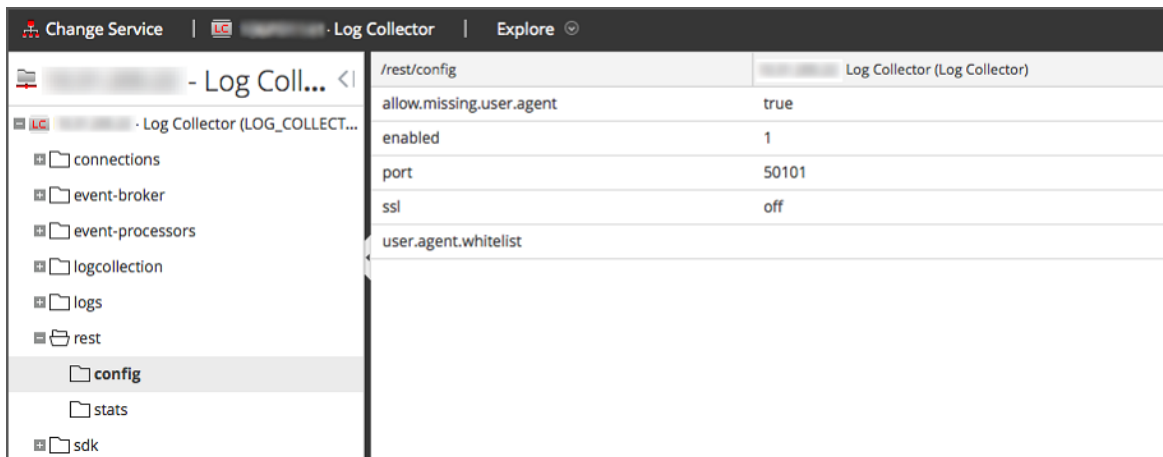 Change Service | LC · Log Collector | Explore
- Log Coll...
LC · Log Collector (LOG_COLLECT...
connections
event-broker
event-processors
logcollection
logs
rest
config
stats
sdk
/rest/config Log Collector (Log Collector)
allow.missing.user.agent true
enabled 1
port 50101
ssl off
user.agent.whitelist